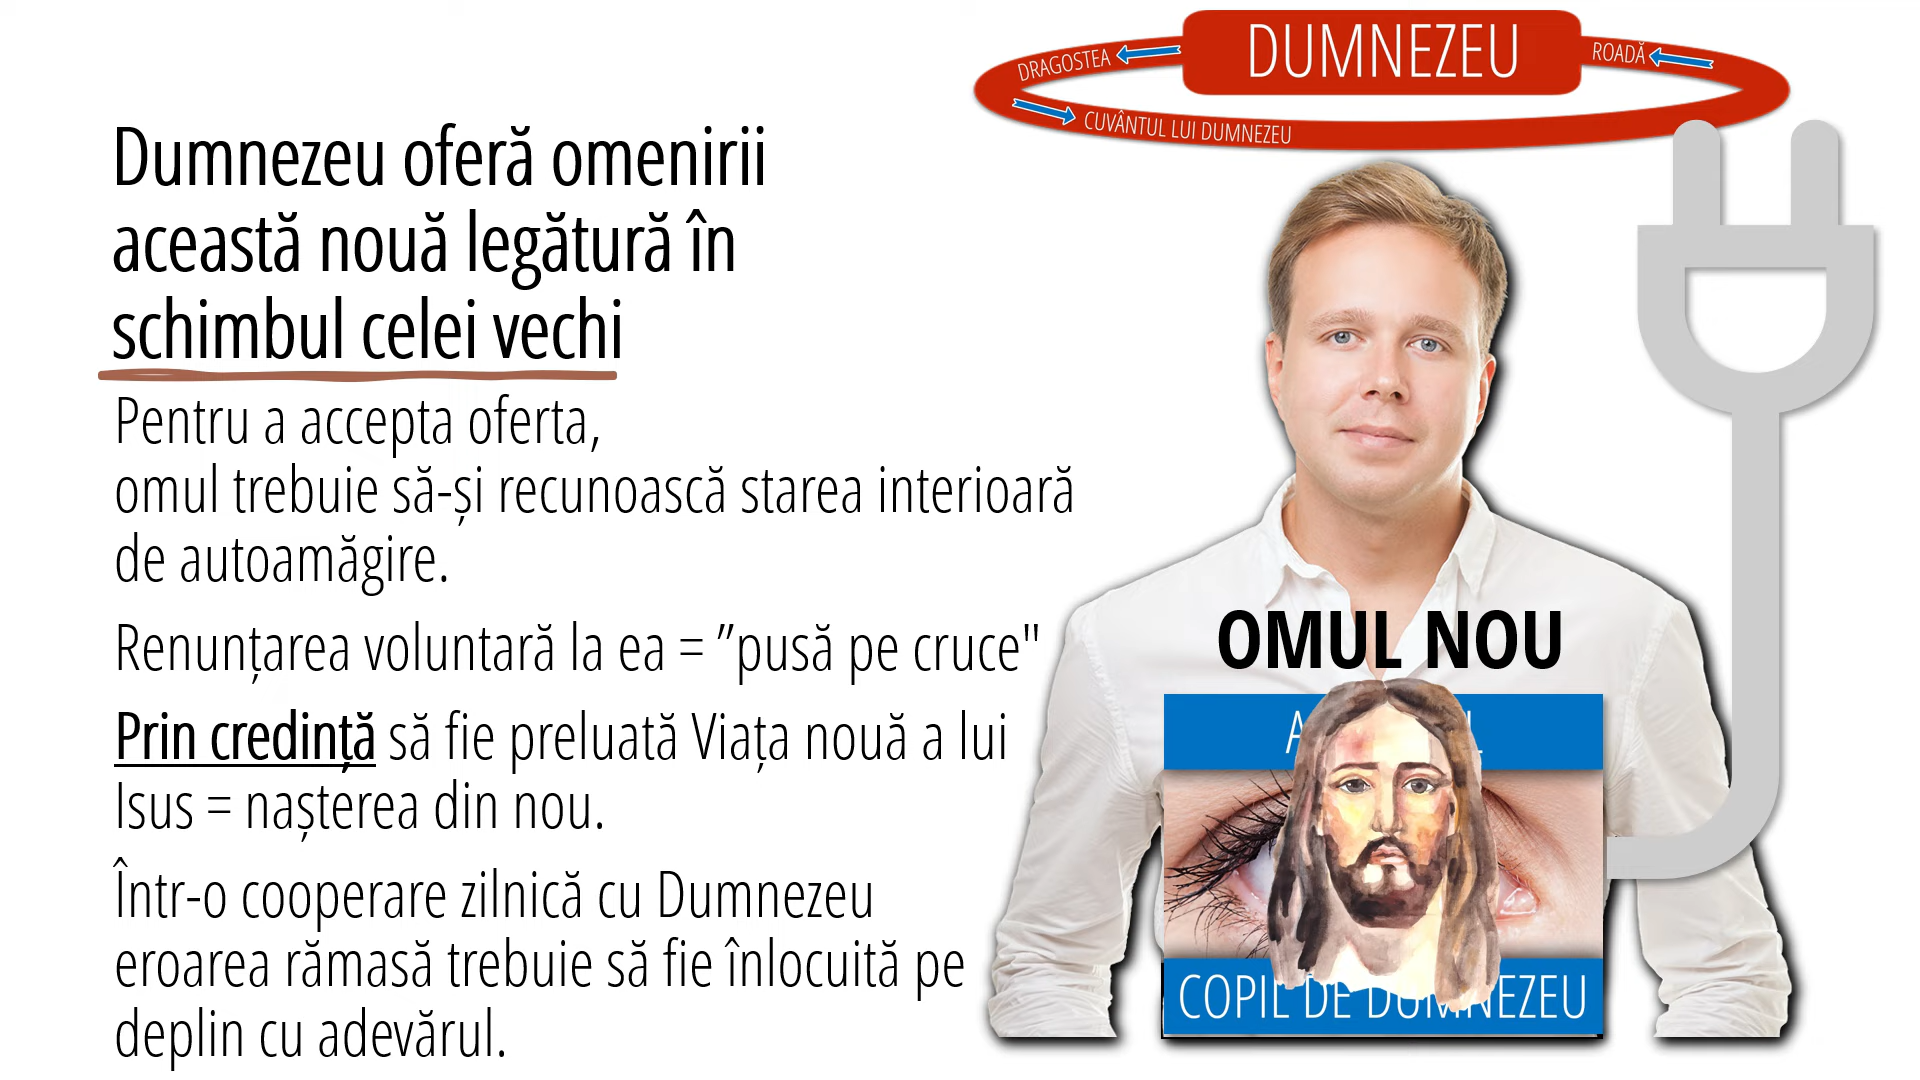 DUMNEZEU
DRAGOSTEA
ROADĂ
CUVÂNTUL LUI DUMNEZEU
Dumnezeu oferă omenirii
această nouă legătură în
schimbul celei vechi
Pentru a accepta oferta,
omul trebuie să-și recunoască starea interioară
de autoamăgire.
Renunțarea voluntară la ea = ”pusă pe cruce"
Prin credință să fie preluată Viața nouă a lui
Isus = nașterea din nou.
Într-o cooperare zilnică cu Dumnezeu
eroarea rămasă trebuie să fie înlocuită pe
deplin cu adevărul.
OMUL NOU
COPIL DE DUMNEZEU